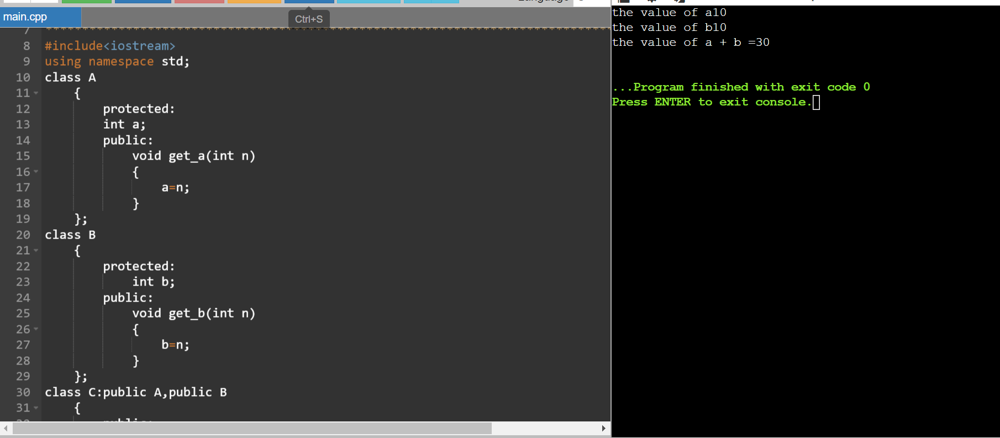 main.cpp
Ctrl+S
7 ******************************************************************************
8 #include<iostream>
9 using namespace std;
10 class A
11 {
12 protected:
13 int a;
14 public:
15 void get_a(int n)
16 {
17 a=n;
18 }
19 };
20 class B
21 {
22 protected:
23 int b;
24 public:
25 void get_b(int n)
26 {
27 b=n;
28 }
29 };
30 class C:public A,public B
31 {
public:
the value of a10
the value of b10
the value of a + b =30
...Program finished with exit code 0
Press ENTER to exit console.